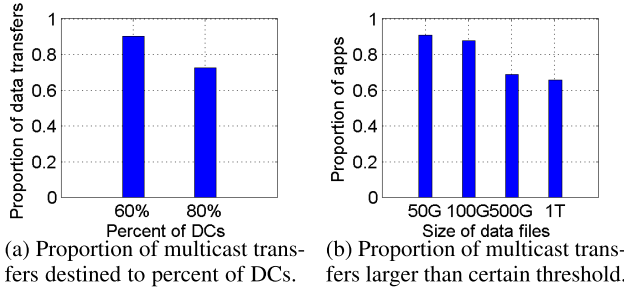 Proportion of data transfers
1
0.8
0.6
0.4
0.2
0
60% 80%
Percent of DCs
(a) Proportion of multicast trans-
fers destined to percent of DCs.
Proportion of apps
1
0.8
0.6
0.4
0.2
0
50G 100G 500G 1T
Size of data files
(b) Proportion of multicast trans-
fers larger than certain threshold.